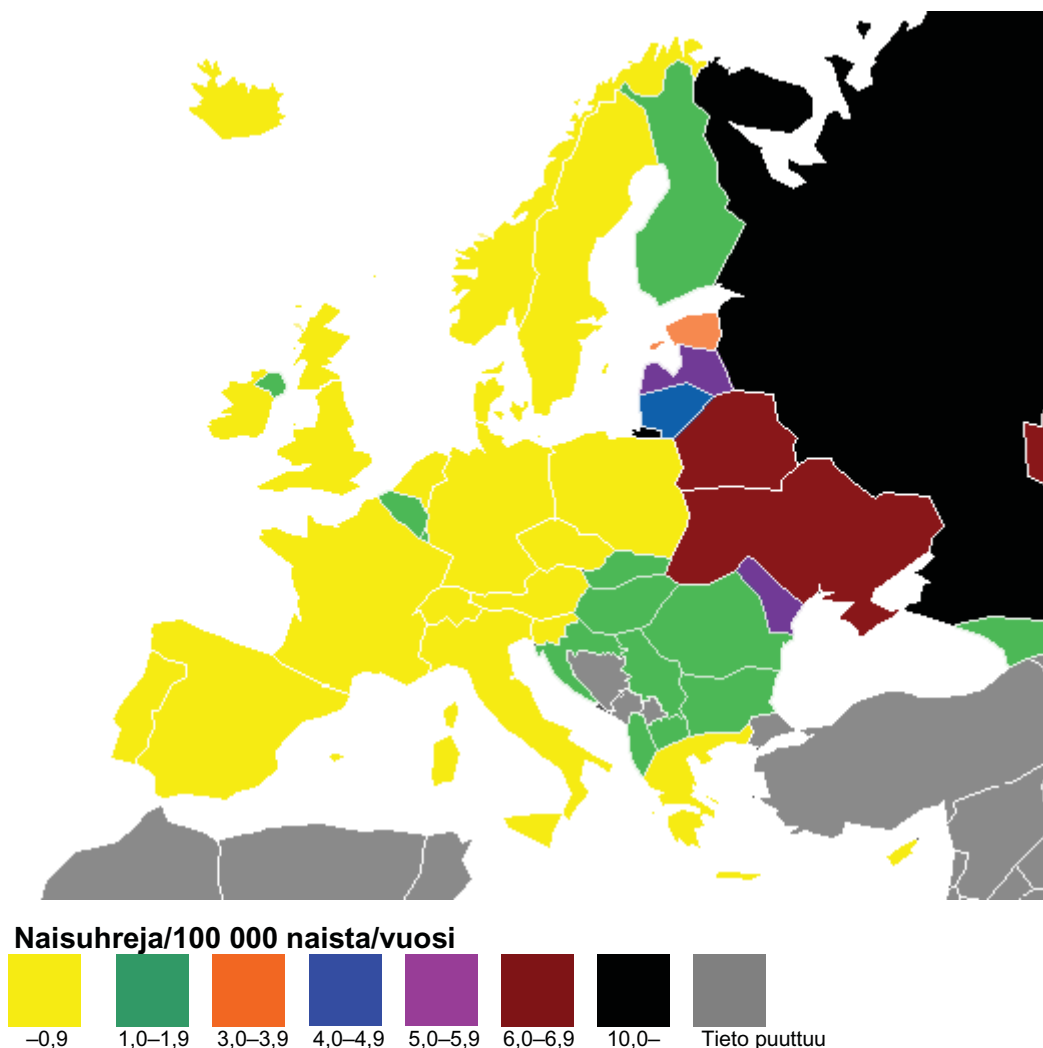 Naisuhreja/100 000 naista/vuosi
–0,9 1,0–1,9 3,0–3,9 4,0–4,9 5,0–5,9 6,0–6,9 10,0– Tieto puuttuu